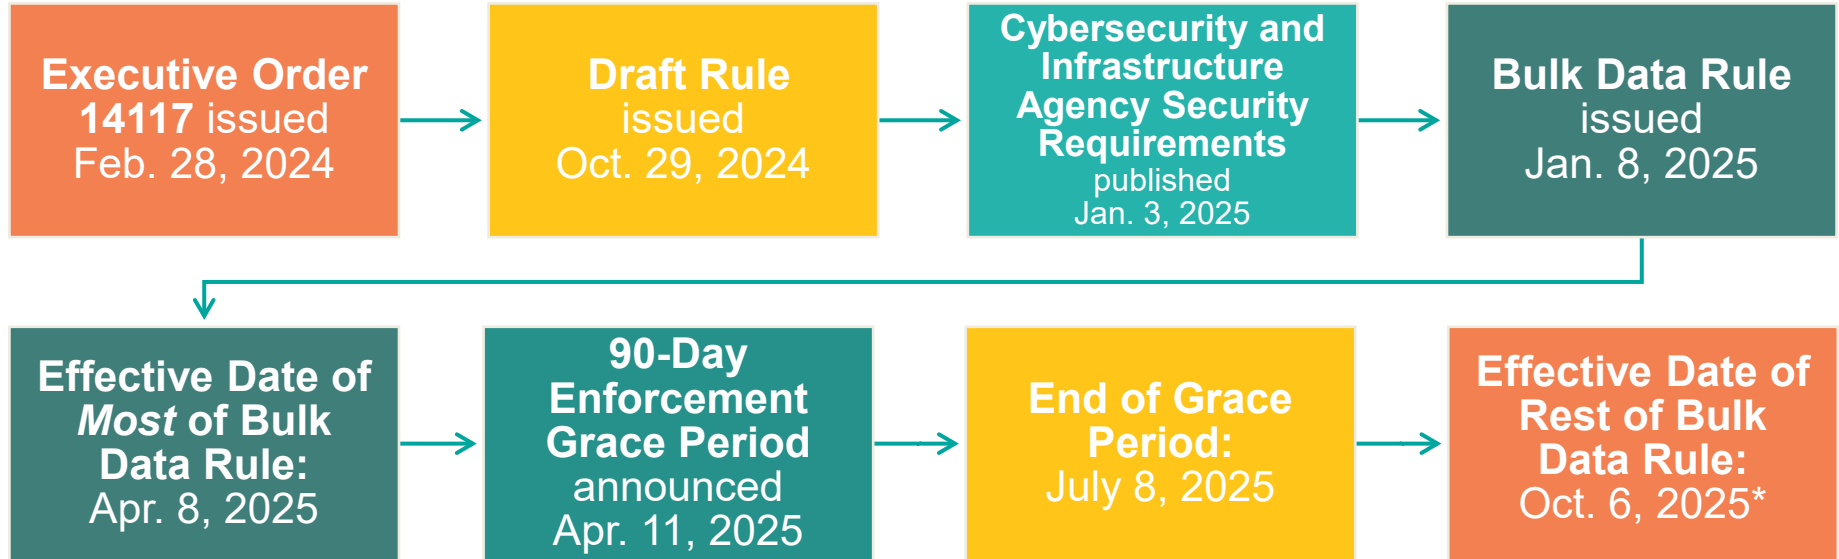 Executive Order
14117 issued
Feb. 28, 2024
Draft Rule
issued
Oct. 29, 2024
Cybersecurity and
Infrastructure
Agency Security
Requirements
published
Jan. 3, 2025
Bulk Data Rule
issued
Jan. 8, 2025
Effective Date of
Most of Bulk
Data Rule:
Apr. 8, 2025
90-Day
Enforcement
Grace Period
announced
Apr. 11, 2025
End of Grace
Period:
July 8, 2025
Effective Date of
Rest of Bulk
Data Rule:
Oct. 6, 2025*